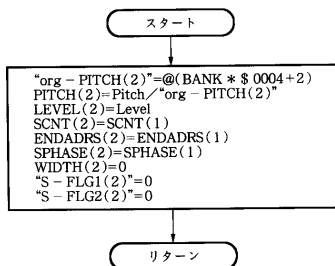 スタート
“org－PITCH(2)”=@(BANK＊$ 0004+2)
PITCH(2)=Pitch／“org－PITCH(2)”
LEVEL(2)=Level
SCNT(2)=SCNT(1)
ENDADRS(2)=ENDADRS(1)
SPHASE(2)=SPHASE(1)
WIDTH(2)=0
“S－FLG1(2)”=0
“S－FLG2(2)”=0
リターン